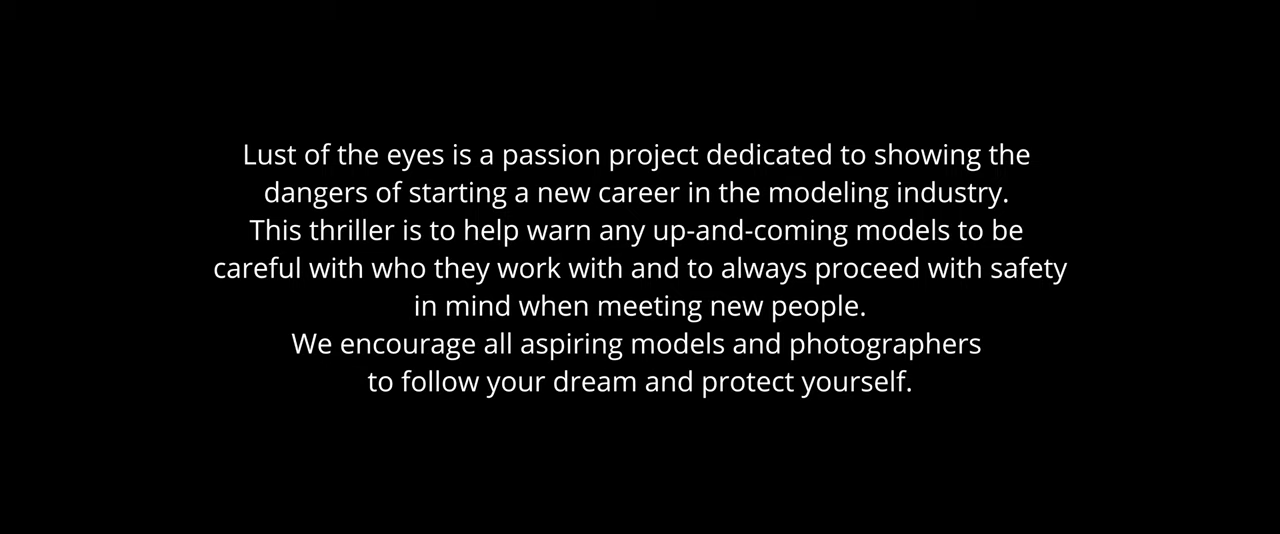 Lust of the eyes is a passion project dedicated to showing the
dangers of starting a new career in the modeling industry.
This thriller is to help warn any up-and-coming models to be
careful with who they work with and to always proceed with safety
in mind when meeting new people.
We encourage all aspiring models and photographers
to follow your dream and protect yourself.